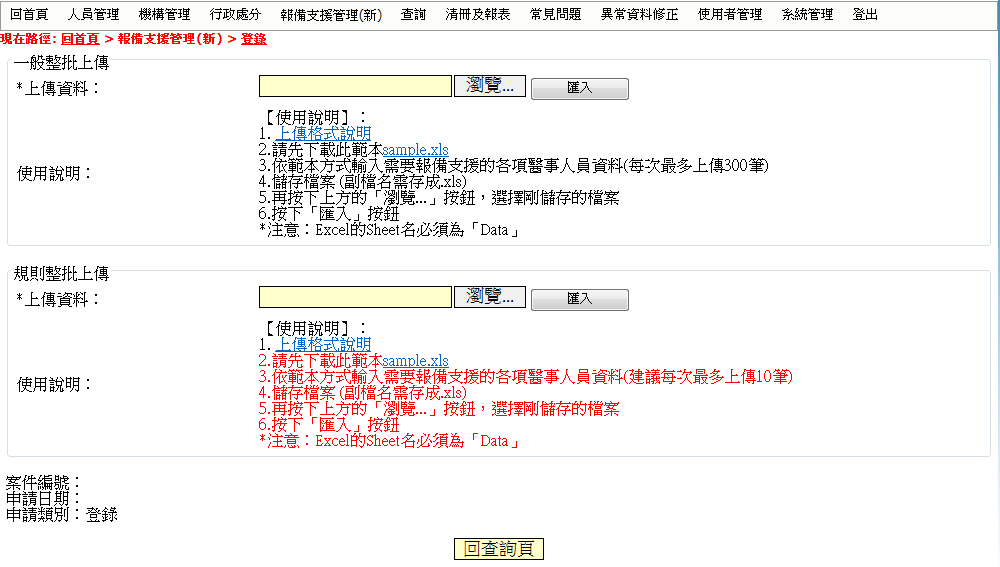 回首頁 人員管理 機構管理 行政處分 報備支援管理(新) 查詢 清冊及報表 常見問題 異常資料修正 使用者管理 系統管理 登出
現在路徑: 回首頁 > 報備支援管理(新) > 登錄
一般整批上傳
*上傳資料： 瀏覽... 匯入
【使用說明】：
1. 上傳格式說明
2.請先下載此範本sample.xls
3.依範本方式輸入需要報備支援的各項醫事人員資料(每次最多上傳300筆)
使用說明：
4.儲存檔案 (副檔名需存成.xls)
5.再按下上方的「瀏覽...」按鈕，選擇剛儲存的檔案
6.按下「匯入」按鈕
*注意：Excel的Sheet名必須為「Data」
規則整批上傳
*上傳資料： 瀏覽... 匯入
【使用說明】：
1. 上傳格式說明
2.請先下載此範本sample.xls
3.依範本方式輸入需要報備支援的各項醫事人員資料(建議每次最多上傳10筆)
使用說明：
4.儲存檔案 (副檔名需存成.xls)
5.再按下上方的「瀏覽...」按鈕，選擇剛儲存的檔案
6.按下「匯入」按鈕
*注意：Excel的Sheet名必須為「Data」
案件編號：
申請日期：
申請類別：登錄
回查詢頁